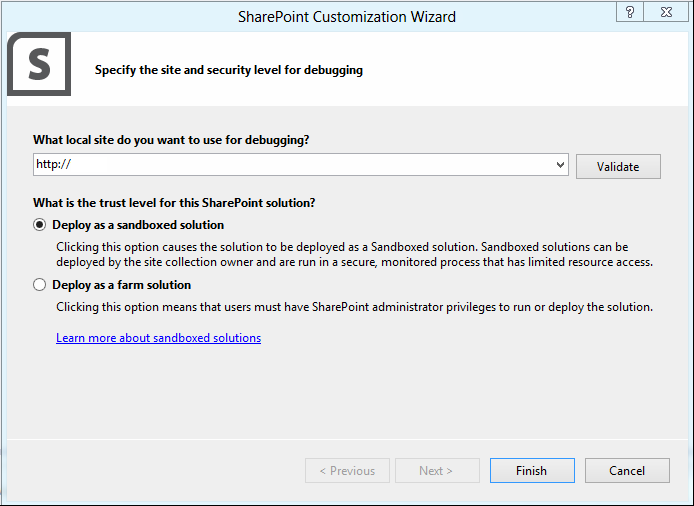 SharePoint Customization Wizard
?
S
Specify the site and security level for debugging
What local site do you want to use for debugging?
http://
Validate
What is the trust level for this SharePoint solution?
Deploy as a sandboxed solution
Clicking this option causes the solution to be deployed as a Sandboxed solution. Sandboxed solutions can be
deployed by the site collection owner and are run in a secure, monitored process that has limited resource access.
Deploy as a farm solution
Clicking this option means that users must have SharePoint administrator privileges to run or deploy the solution.
Learn more about sandboxed solutions
< Previous
Next >
Finish
Cancel